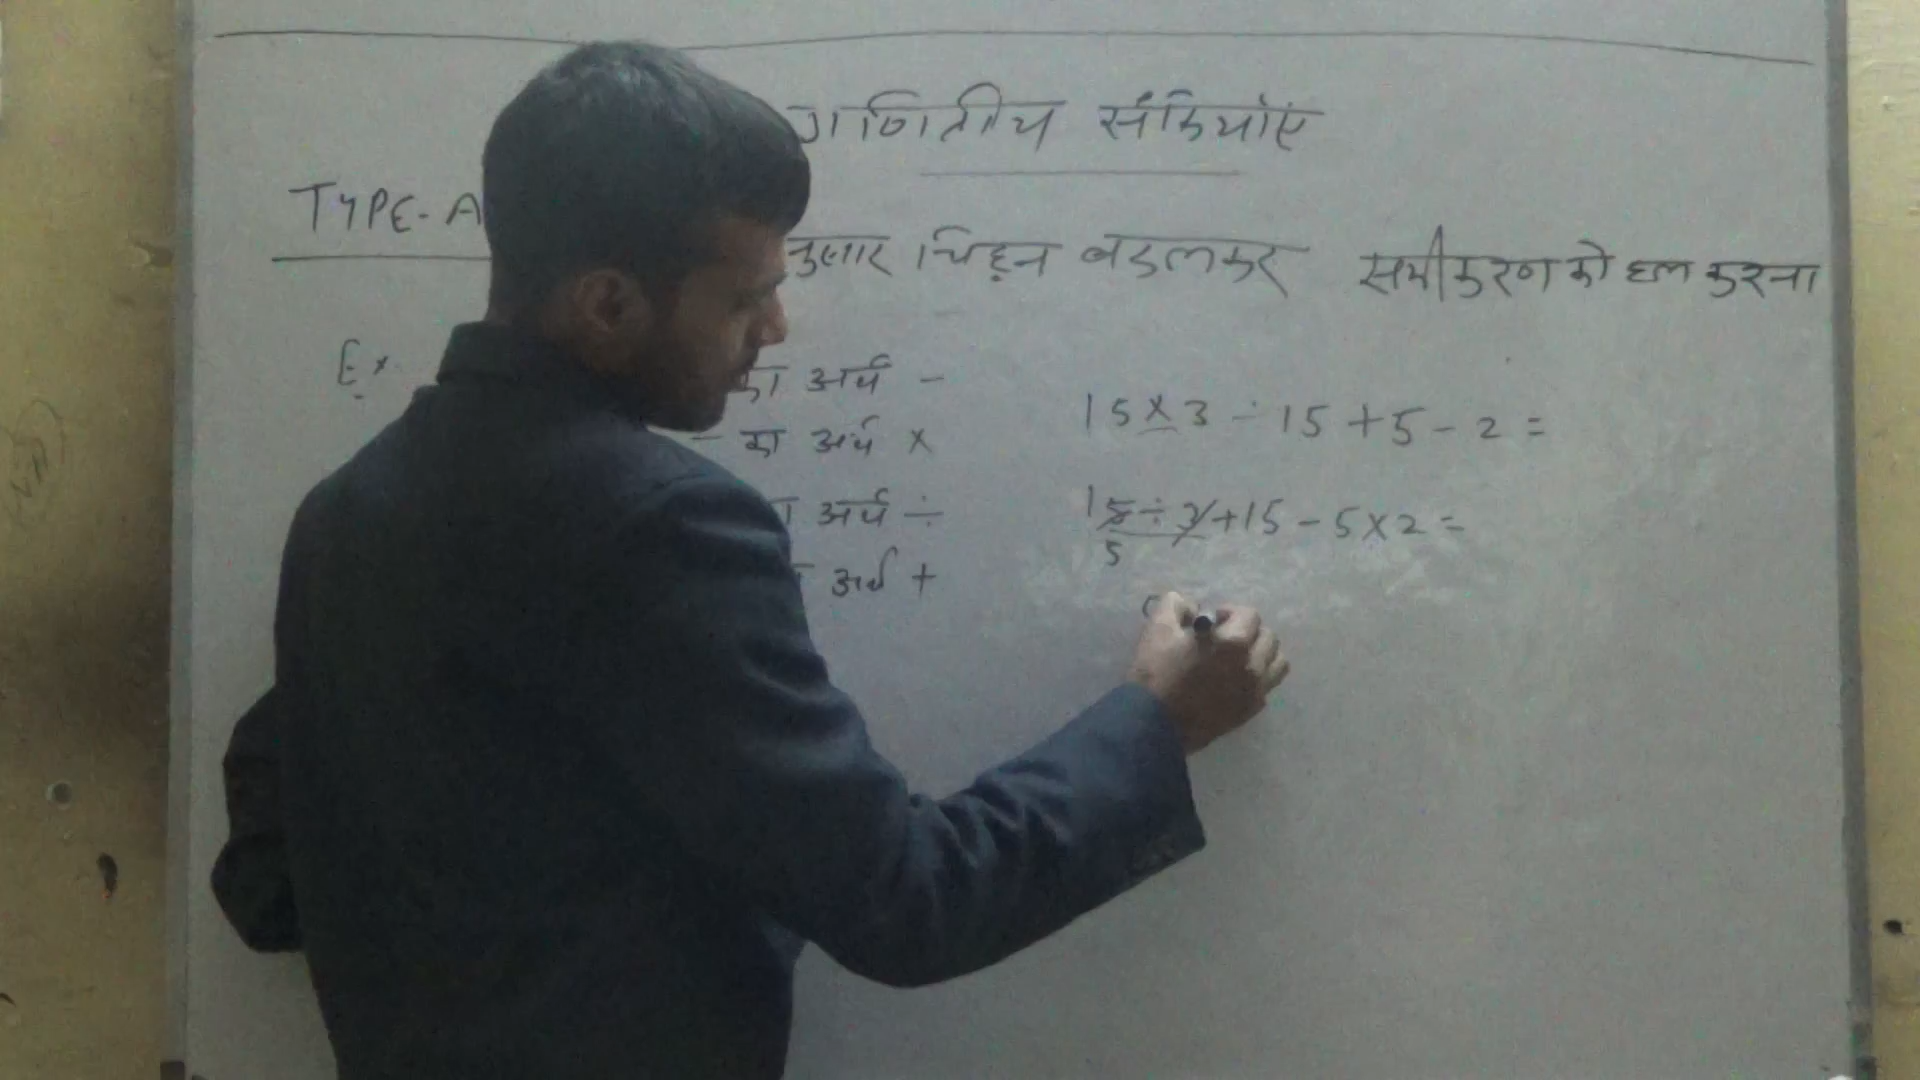 गणितीय संक्रियाएं
TYPE-A
नुसार चिह्न बदलकर समीकरण को हल करना
Ex.
का अर्थ -
- का अर्थ ×
अर्थ ÷
अर्थ +
15 × 3 ÷ 15 + 5 - 2 =
15 ÷ 3 + 15 - 5 × 2 =
5